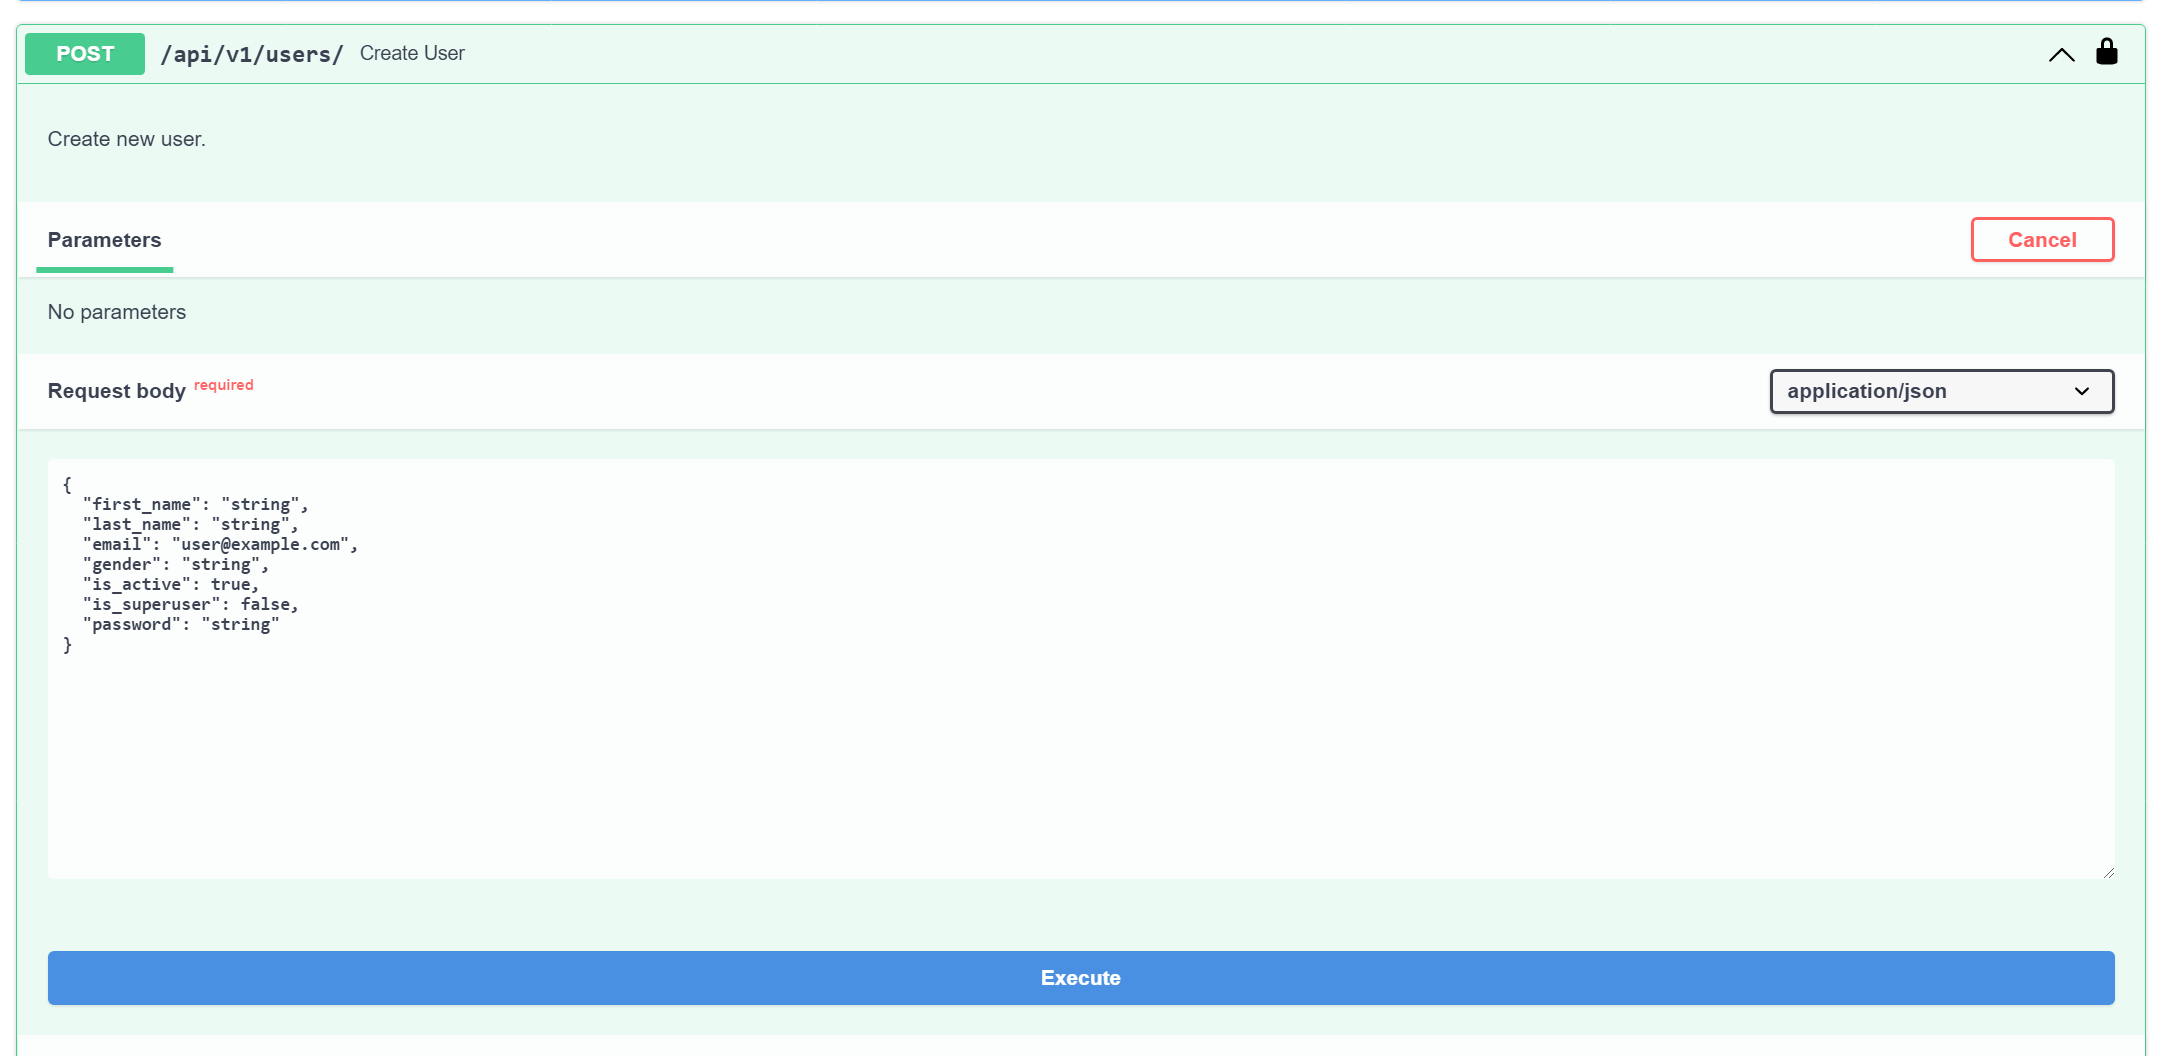 POST /api/v1/users/ Create User
Create new user.
Parameters
Cancel
No parameters
Request body required
application/json
{
  "first_name": "string",
  "last_name": "string",
  "email": "user@example.com",
  "gender": "string",
  "is_active": true,
  "is_superuser": false,
  "password": "string"
}
Execute